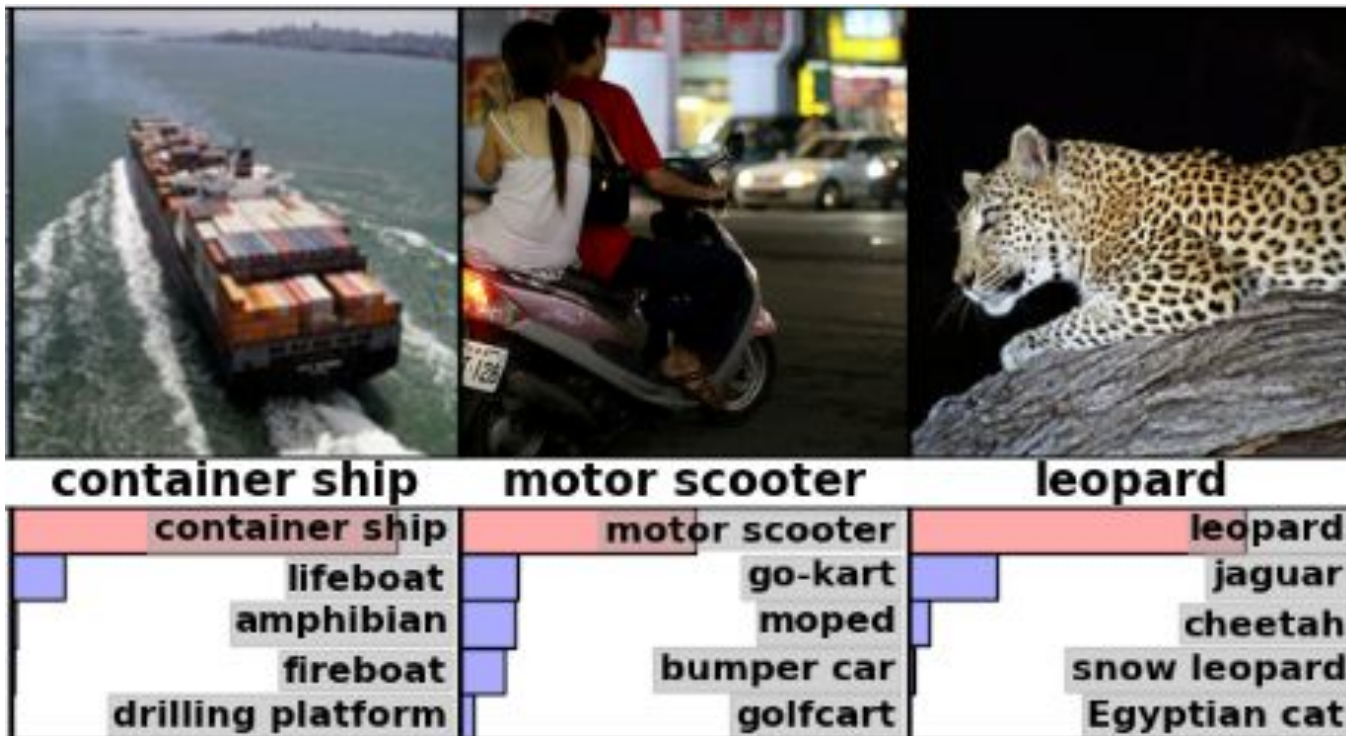 128
container ship
container ship
lifeboat
amphibian
fireboat
drilling platform
motor scooter
motor scooter
go-kart
moped
bumper car
golfcart
leopard
leopard
jaguar
cheetah
snow leopard
Egyptian cat